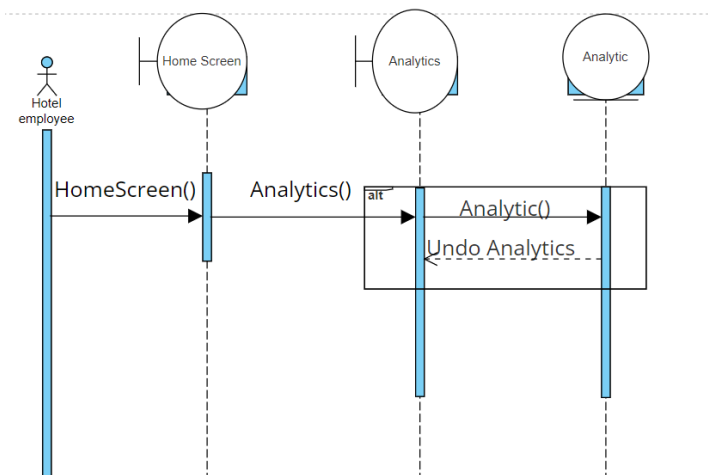 Home Screen
Analytics
Analytic
Hotel
employee
HomeScreen()
Analytics()
alt
Analytic()
Undo Analytics